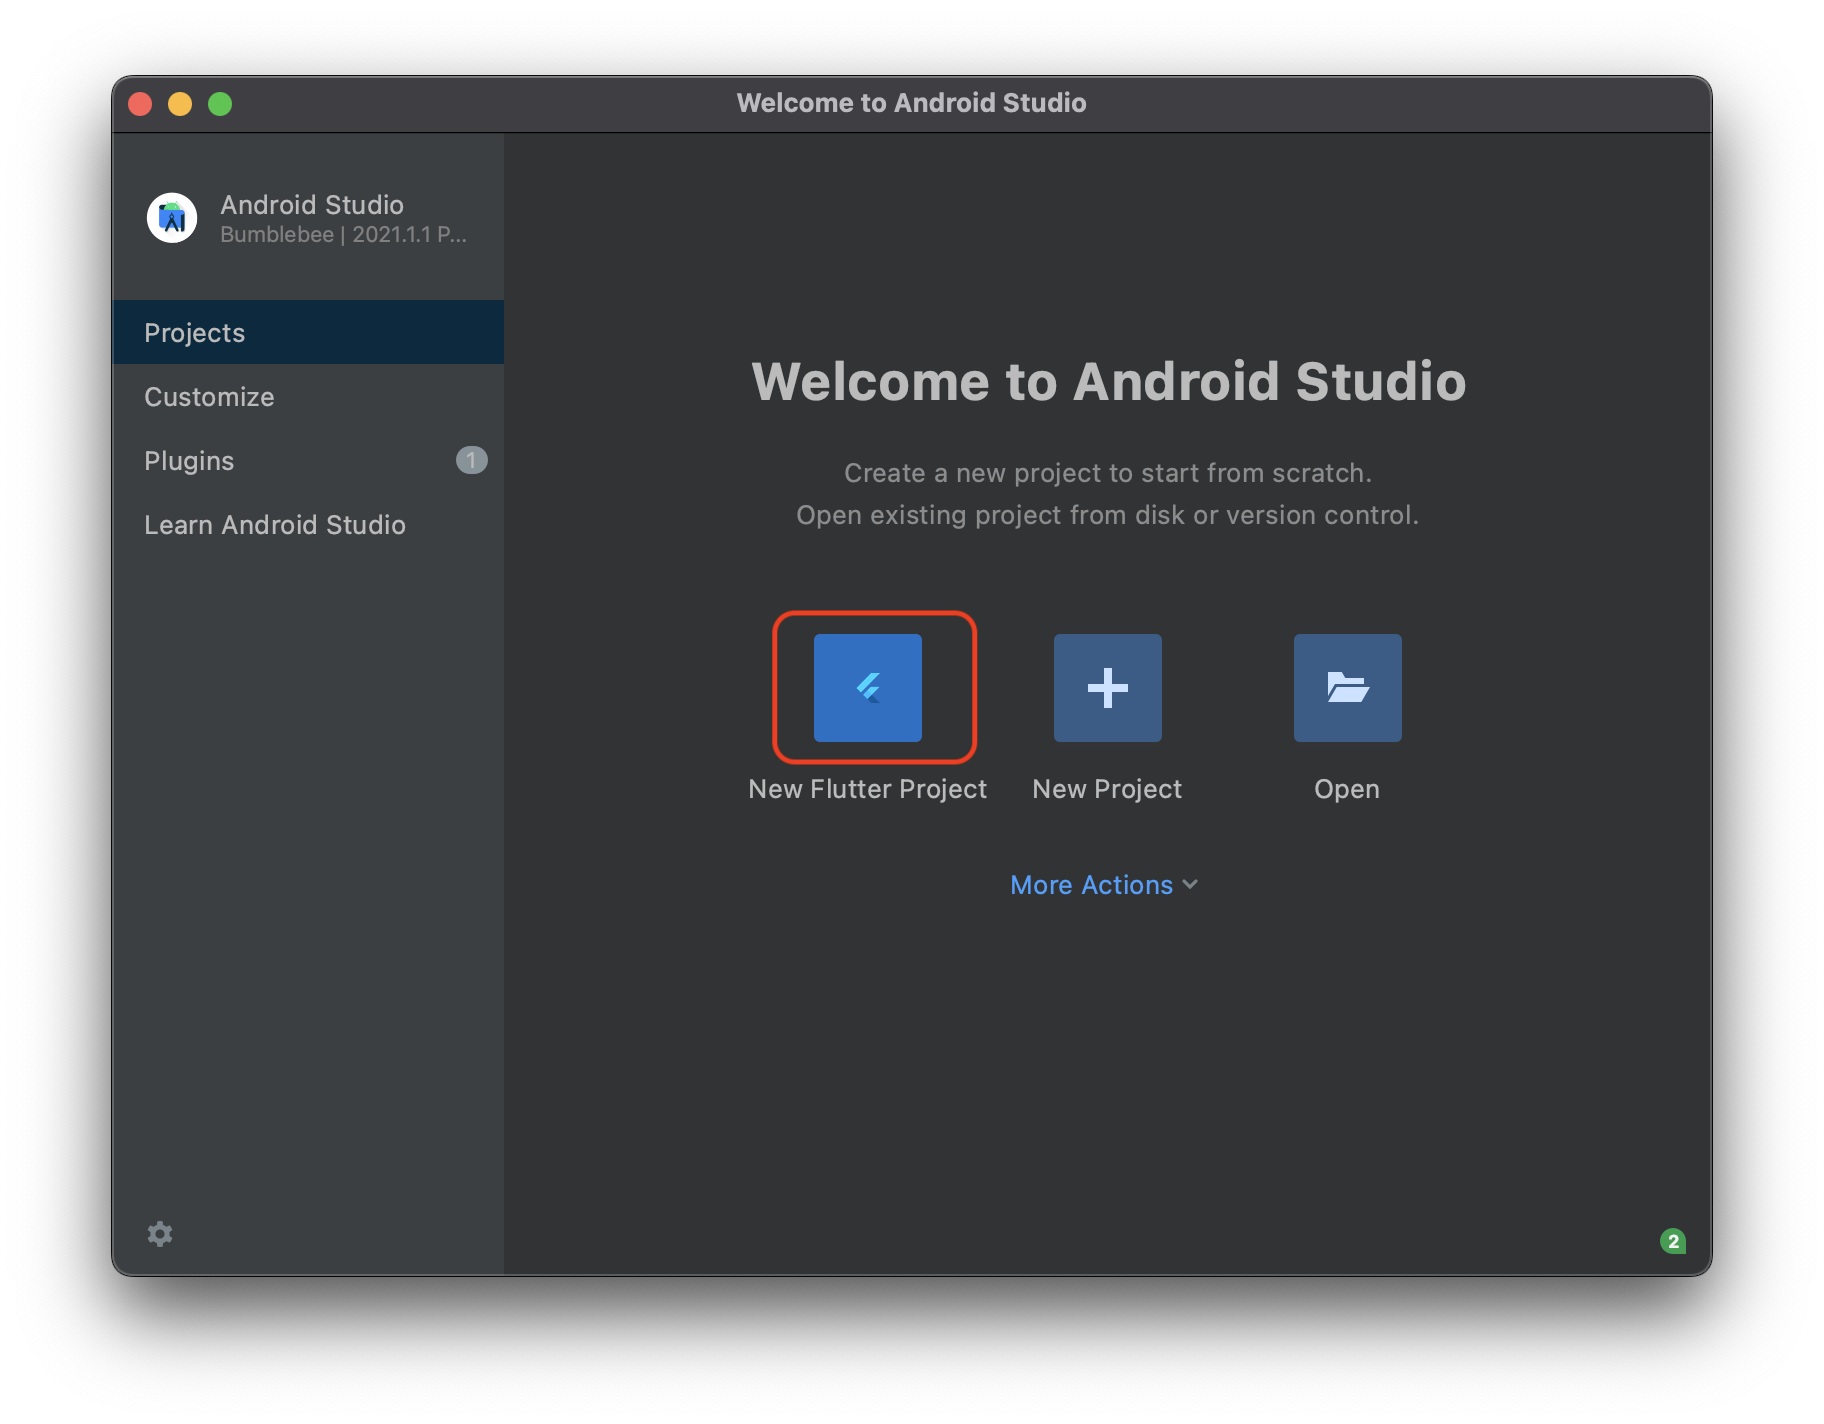 Welcome to Android Studio
Android Studio
Bumblebee | 2021.1.1 P...
Projects
Customize
Plugins
1
Learn Android Studio
Welcome to Android Studio
Create a new project to start from scratch.
Open existing project from disk or version control.
New Flutter Project
New Project
Open
More Actions
2